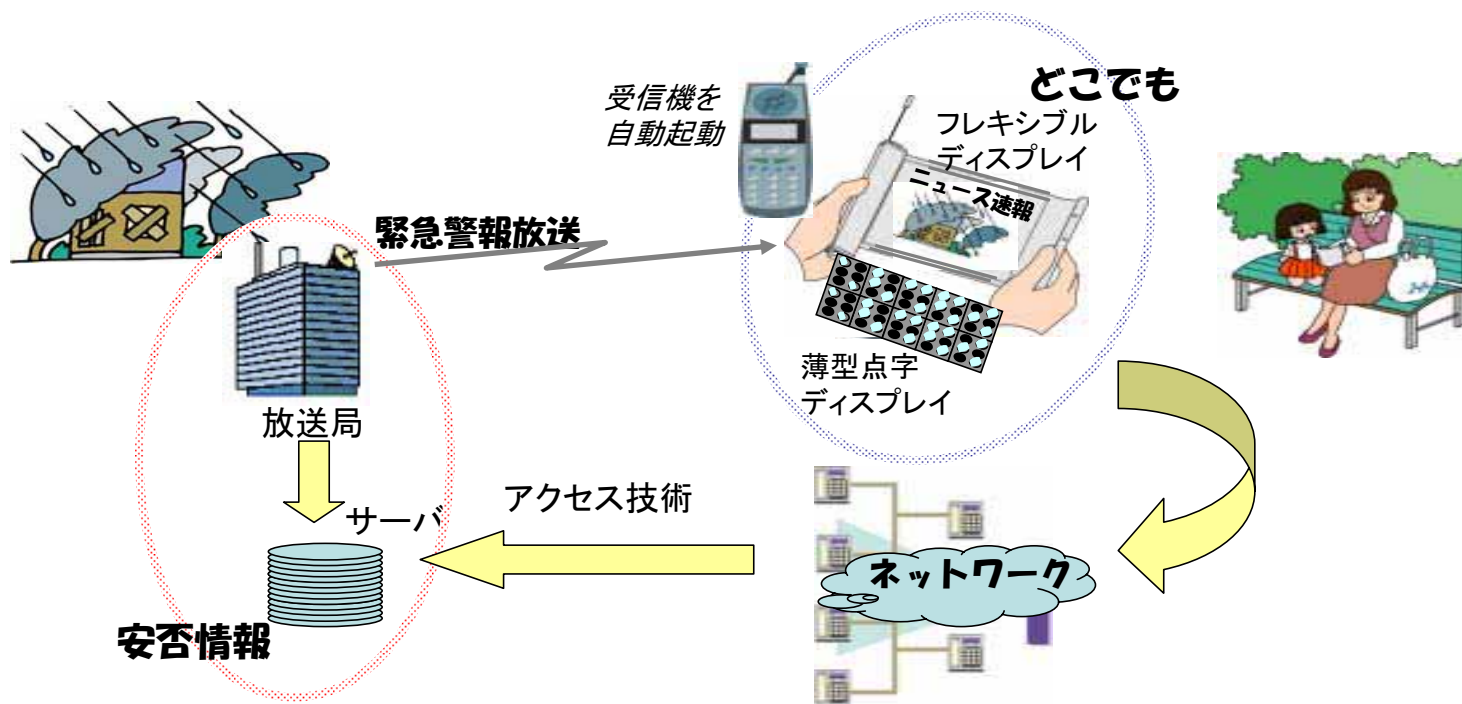 どこでも
受信機を
自動起動
フレキシブル
ディスプレイ
ニュース速報
緊急警報放送
薄型点字
ディスプレイ
放送局
サーバ
アクセス技術
ネットワーク
安否情報